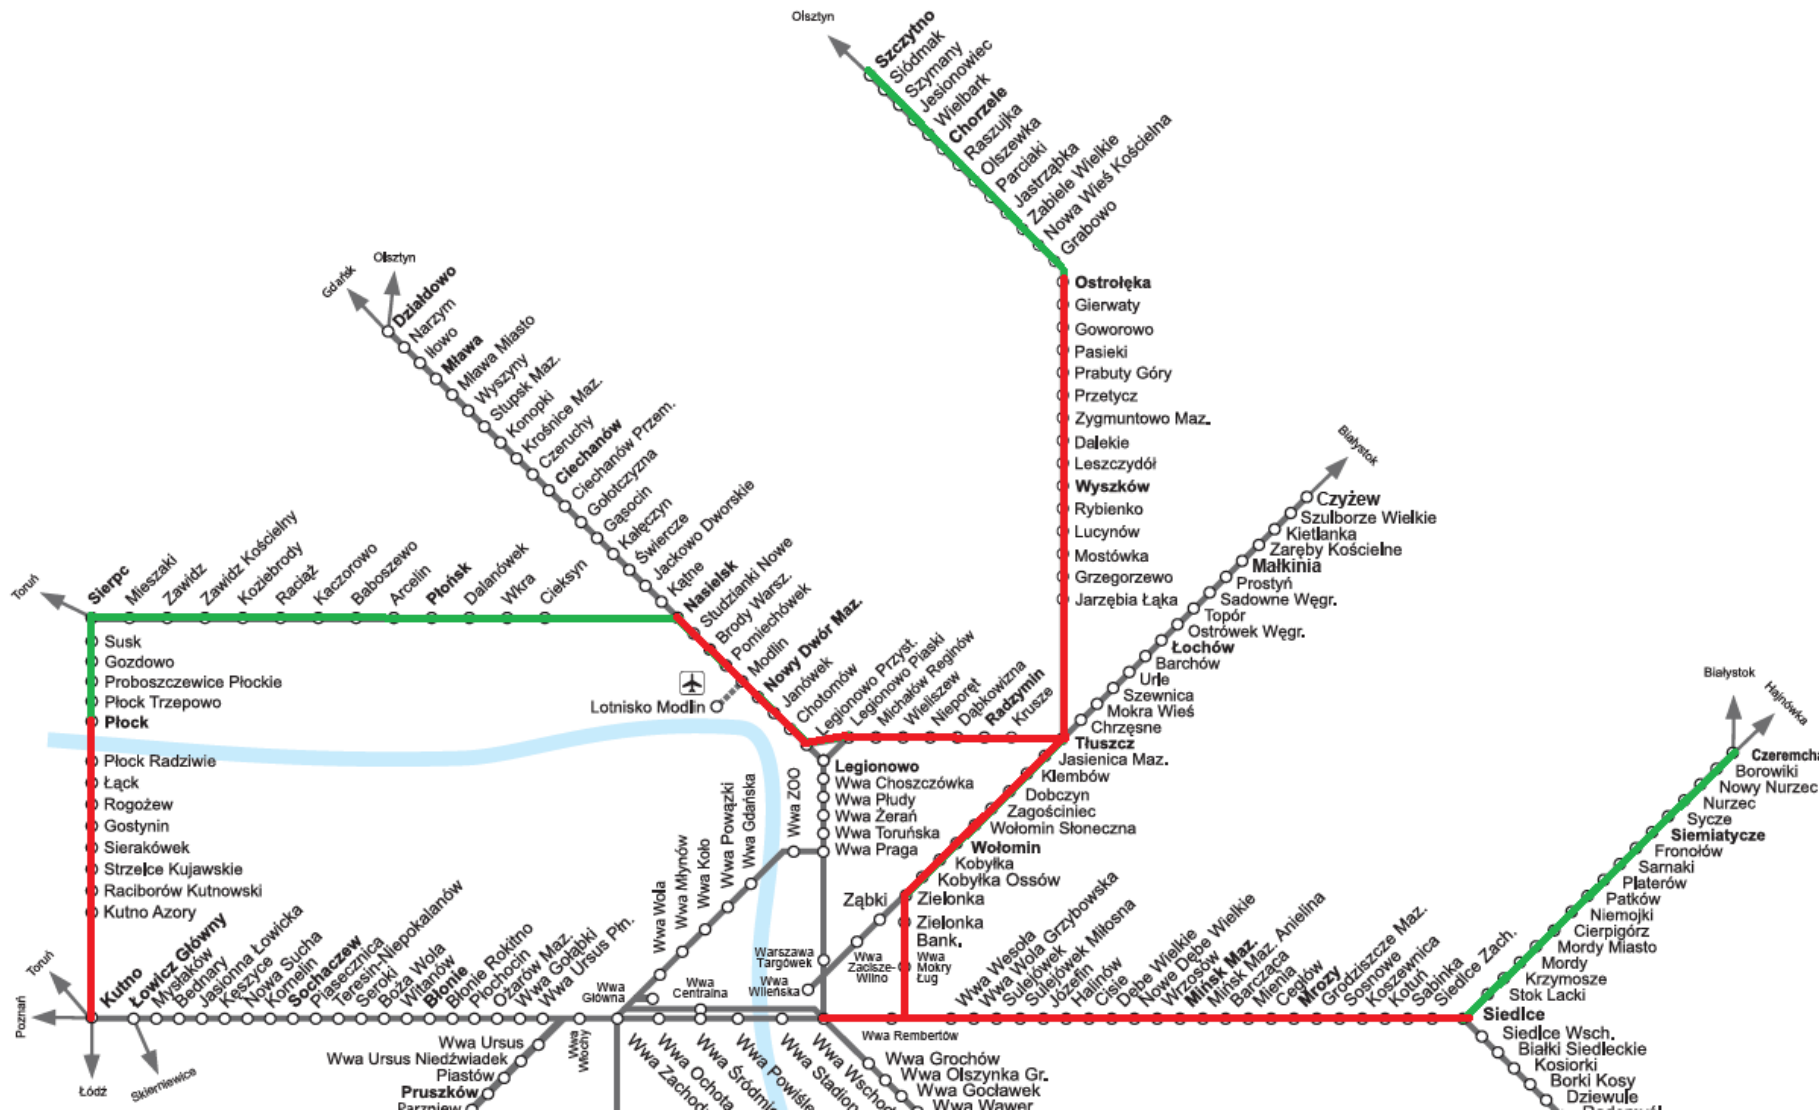 Olsztyn
Szczytno
Siódmak
Szymany
Jesionowiec
Wielbark
Chorzele
Raszujka
Olszewka
Parciaki
Jastrząbka
Zabiele Wielkie
Nowa Wieś Kościelna
Grabowo
Ostrołęka
Gierwaty
Goworowo
Pasieki
Prabuty Góry
Przetycz
Zygmuntowo Maz.
Dalekie
Leszczydół
Wyszków
Rybienko
Lucynów
Mostówka
Grzegorzewo
Jarzębia Łąka
Gdańsk
Olsztyn
Działdowo
Narzym
Iłowo
Mława
Mława Miasto
Wyszyny
Stupsk Maz.
Konopki
Krośnice Maz.
Czeruchy
Ciechanów
Ciechanów Przem.
Gołotczyzna
Gąsocin
Kałęczyn
Świercze
Jackowo Dworskie
Kątne
Nasielsk
Studzianki Nowe
Brody Warsz.
Pomiechówek
Modlin
Nowy Dwór Maz.
Janówek
Chotomów
Legionowo Przyst.
Legionowo Piaski
Michałów Reginów
Wieliszew
Nieporęt
Dąbkowizna
Radzymin
Krusze
Lotnisko Modlin
Białystok
Czyżew
Szulborze Wielkie
Kietlanka
Zaręby Kościelne
Małkinia
Prostyń
Sadowne Węgr.
Topór
Ostrówek Węgr.
Łochów
Barchów
Urle
Szewnica
Mokra Wieś
Chrzęsne
Tłuszcz
Jasienica Maz.
Klembów
Dobczyn
Zagościniec
Wołomin Słoneczna
Wołomin
Kobyłka
Kobyłka Ossów
Zielonka
Zielonka
Bank.
Ząbki
Wwa
Mokry
Ług
Wwa
Zacisze-
Wilno
Warszawa
Targówek
Wwa
Wileńska
Toruń
Sierpc
Mieszaki
Zawidz
Zawidz Kościelny
Koziebrody
Raciąż
Kaczorowo
Baboszewo
Arcelin
Płońsk
Dalanówek
Wkra
Cieksyn
Susk
Gozdowo
Proboszczewice Płockie
Płock Trzepowo
Płock
Płock Radziwie
Łąck
Rogożew
Gostynin
Sierakówek
Strzelce Kujawskie
Raciborów Kutnowski
Kutno Azory
Legionowo
Wwa Choszczówka
Wwa Płudy
Wwa Żerań
Wwa Toruńska
Wwa Praga
Wwa ZOO
Wwa Gdańska
Wwa Powązki
Wwa Koło
Wwa Młynów
Wwa Wola
Wwa
Główna
Wwa
Centralna
Toruń
Poznań
Łódź
Skierniewice
Kutno
Łowicz Główny
Mysłaków
Bednary
Jasionna Łowicka
Kęszyce
Nowa Sucha
Kornelin
Sochaczew
Piasecznica
Teresin-Niepokalanów
Seroki
Boża Wola
Witanów
Błonie
Błonie Rokitno
Płochocin
Ożarów Maz.
Wwa Gołąbki
Wwa Ursus Płn.
Wwa
Włochy
Wwa Ursus
Wwa Ursus Niedźwiadek
Piastów
Pruszków
Parzniew
Wwa Zachod
Wwa Ochota
Wwa Śródmie
Wwa Powiśle
Wwa Stadion
Wwa Wschod
Wwa Rembertów
Wwa Grochów
Wwa Olszynka Gr.
Wwa Gocławek
Wwa Wawer
Wwa Wesoła
Wwa Wola Grzybowska
Sulejówek
Sulejówek Miłosna
Józefin
Halinów
Cisie
Dębe Wielkie
Nowe Dębe Wielkie
Wrzosów
Mińsk Maz.
Mińsk Maz. Anielina
Barcząca
Mienia
Cegłów
Mrozy
Grodziszcze Maz.
Sosnowe
Koszewnica
Kotuń
Sabinka
Siedlce Zach.
Siedlce
Białystok
Hajnówka
Czeremcha
Borowiki
Nowy Nurzec
Nurzec
Sycze
Siemiatycze
Fronołów
Sarnaki
Platerów
Patków
Niemojki
Cierpigórz
Mordy Miasto
Mordy
Krzymosze
Stok Lacki
Siedlce Wsch.
Białki Siedleckie
Kosiorki
Borki Kosy
Dziewule